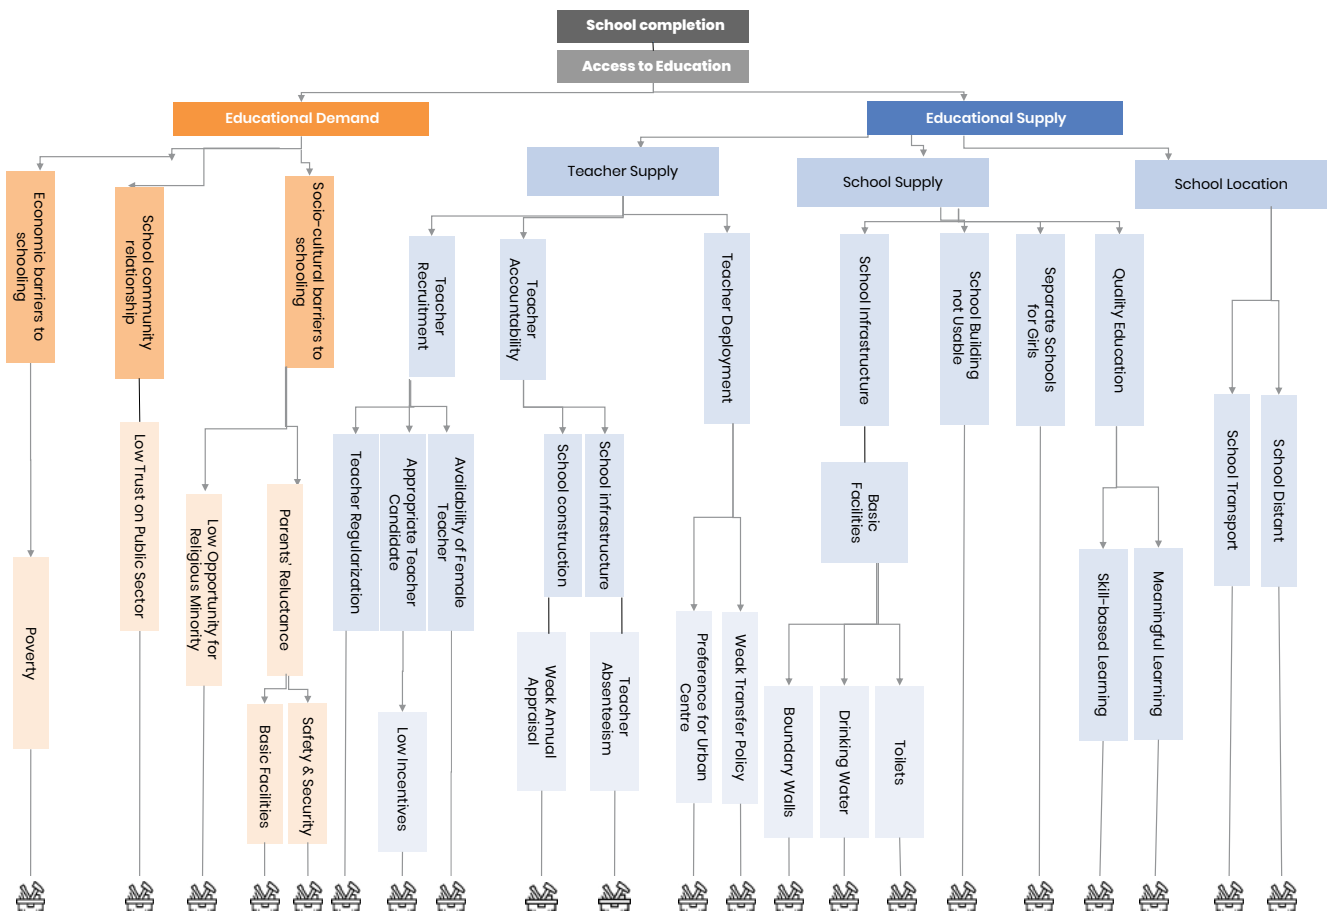 School completion
Access to Education
Educational Demand
Educational Supply
Teacher Supply
School Supply
School Location
Economic barriers to
schooling
School community
relationship
Socio-cultural barriers to
schooling
Teacher
Recruitment
Teacher
Accountability
Teacher Deployment
School Infrastructure
School Building
not Usable
Separate Schools
for Girls
Quality Education
School Transport
School Distant
Low Trust on Public Sector
Low Opportunity for
Religious Minority
Parents' Reluctance
Teacher Regularization
Appropriate Teacher
Candidate
Availability of Female
Teacher
School construction
School infrastructure
Basic
Facilities
Skill-based Learning
Meaningful Learning
Poverty
Basic Facilities
Safety & Security
Low Incentives
Weak Annual
Appraisal
Teacher
Absenteeism
Preference for Urban
Centre
Weak Transfer Policy
Boundary Walls
Drinking Water
Toilets